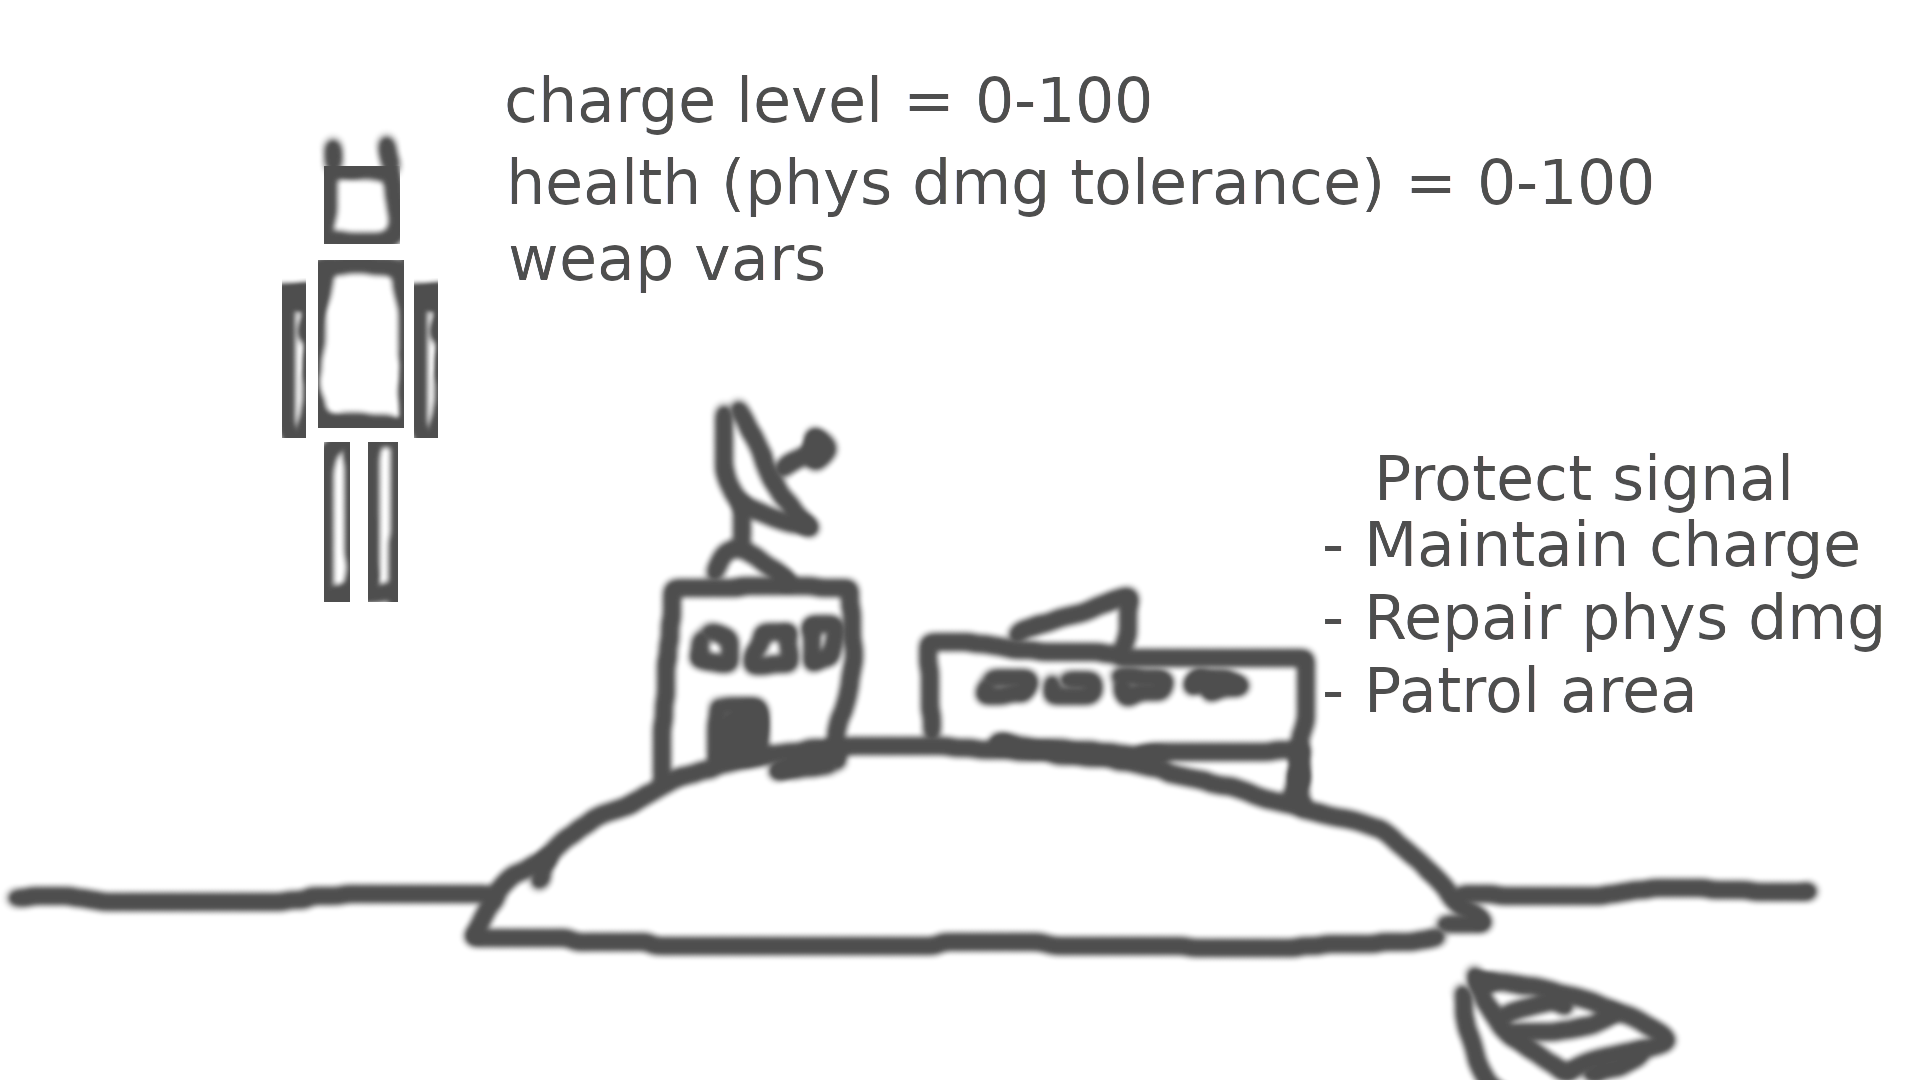 charge level = 0-100
health (phys dmg tolerance) = 0-100
weap vars
Protect signal
- Maintain charge
- Repair phys dmg
- Patrol area